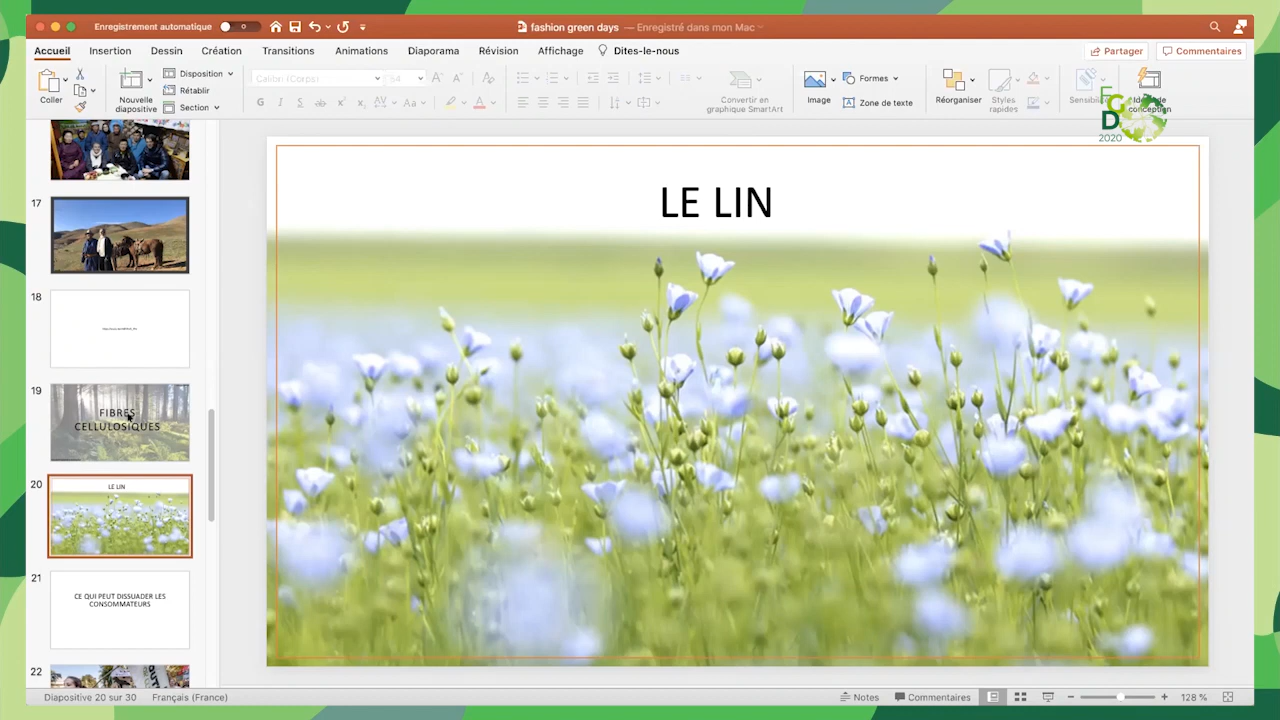 Enregistrement automatique
fashion green days — Enregistré dans mon Mac
Accueil Insertion Dessin Création Transitions Animations Diaporama Révision Affichage Dites-le-nous
Partager Commentaires
Coller
Nouvelle
diapositive
Disposition
Rétablir
Section
Calibri (Corps)
Convertir en
graphique SmartArt
Image
Formes
Zone de texte
Réorganiser
Styles
rapides
conception
F
G
D
2020
17
18
19
FIBRES
CELLULOSIQUES
20
LE LIN
21
CE QUI PEUT DISSUADER LES
CONSOMMATEURS
22
LE LIN
Diapositive 20 sur 30 Français (France)
Notes Commentaires 128 %